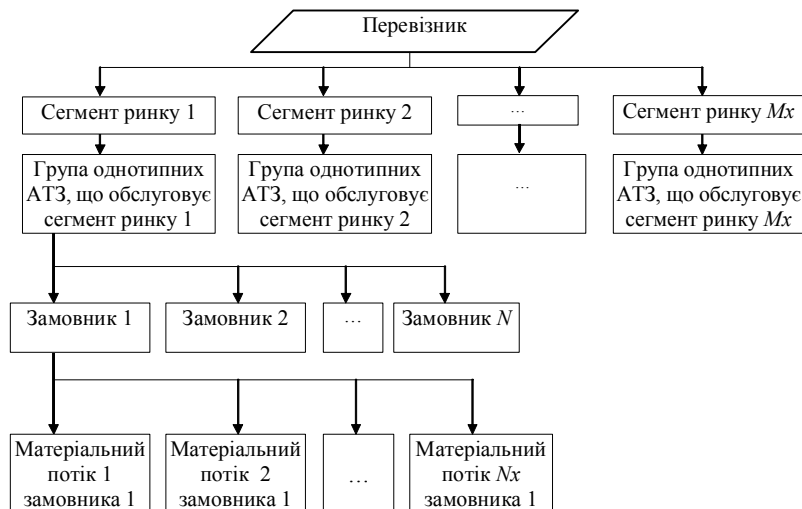 Перевізник
Сегмент ринку 1
Сегмент ринку 2
...
Сегмент ринку Mx
Група однотипних
АТЗ, що обслуговує
сегмент ринку 1
Група однотипних
АТЗ, що обслуговує
сегмент ринку 2
...
Група однотипних
АТЗ, що обслуговує
сегмент ринку Mx
Замовник 1
Замовник 2
...
Замовник N
Матеріальний
потік 1
замовника 1
Матеріальний
потік 2
замовника 1
...
Матеріальний
потік Nx
замовника 1